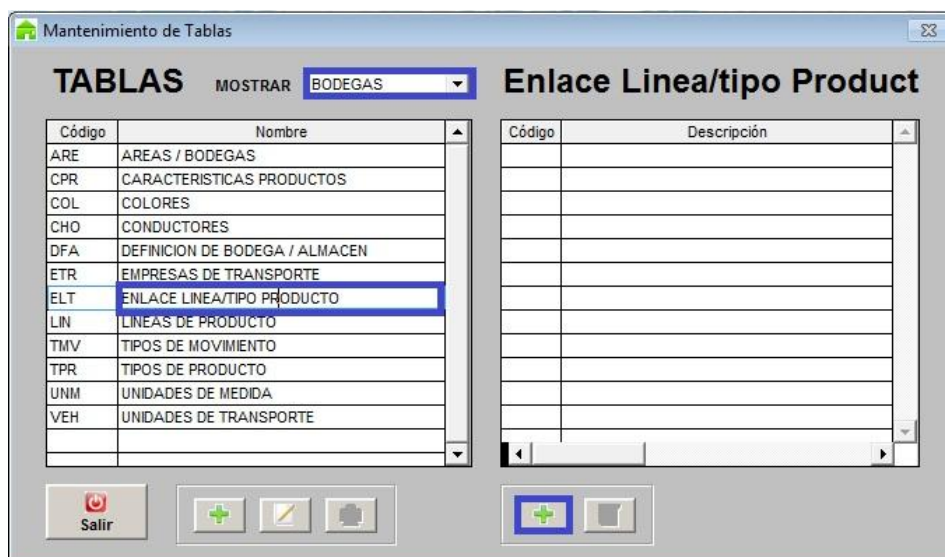 Mantenimiento de Tablas
TABLAS MOSTRAR BODEGAS
Enlace Linea/tipo Product
Código Nombre
ARE AREAS / BODEGAS
CPR CARACTERISTICAS PRODUCTOS
COL COLORES
CHO CONDUCTORES
DFA DEFINICION DE BODEGA / ALMACEN
ETR EMPRESAS DE TRANSPORTE
ELT ENLACE LINEA/TIPO PRODUCTO
LIN LINEAS DE PRODUCTO
TMV TIPOS DE MOVIMIENTO
TPR TIPOS DE PRODUCTO
UNM UNIDADES DE MEDIDA
VEH UNIDADES DE TRANSPORTE
Código Descripción
Salir